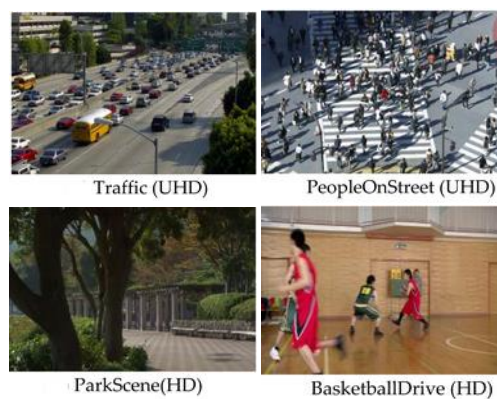 Traffic (UHD)
PeopleOnStreet (UHD)
ParkScene(HD)
BasketballDrive (HD)